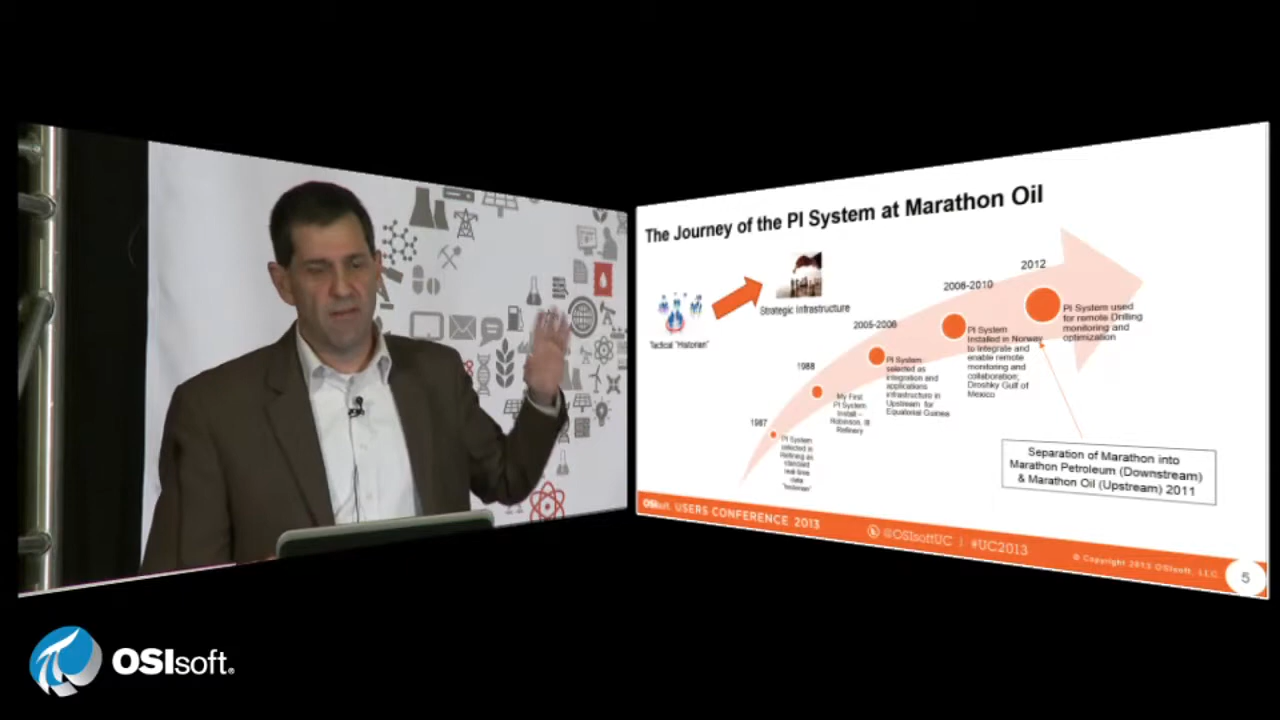 The Journey of the PI System at Marathon Oil
Tactical "Historian"
Strategic Infrastructure
1987
PI System
selected in
Refining as
standard
real time
data
"historian"
1988
My First
PI System
Install –
Robinson, Ill
Refinery
2005-2006
PI System
selected as
integration and
applications
infrastructure in
Upstream for
Equatorial Guinea
2006-2010
PI System
Installed in Norway
to integrate and
enable remote
monitoring and
collaboration;
Droshky Gulf of
Mexico
2012
PI System used
for remote Drilling
monitoring and
optimization
Separation of Marathon into
Marathon Petroleum (Downstream)
& Marathon Oil (Upstream) 2011
OSIsoft. USERS CONFERENCE 2013
@OSIsoftUC | #UC2013
© Copyright 2013 OSIsoft, LLC.
5
OSIsoft.